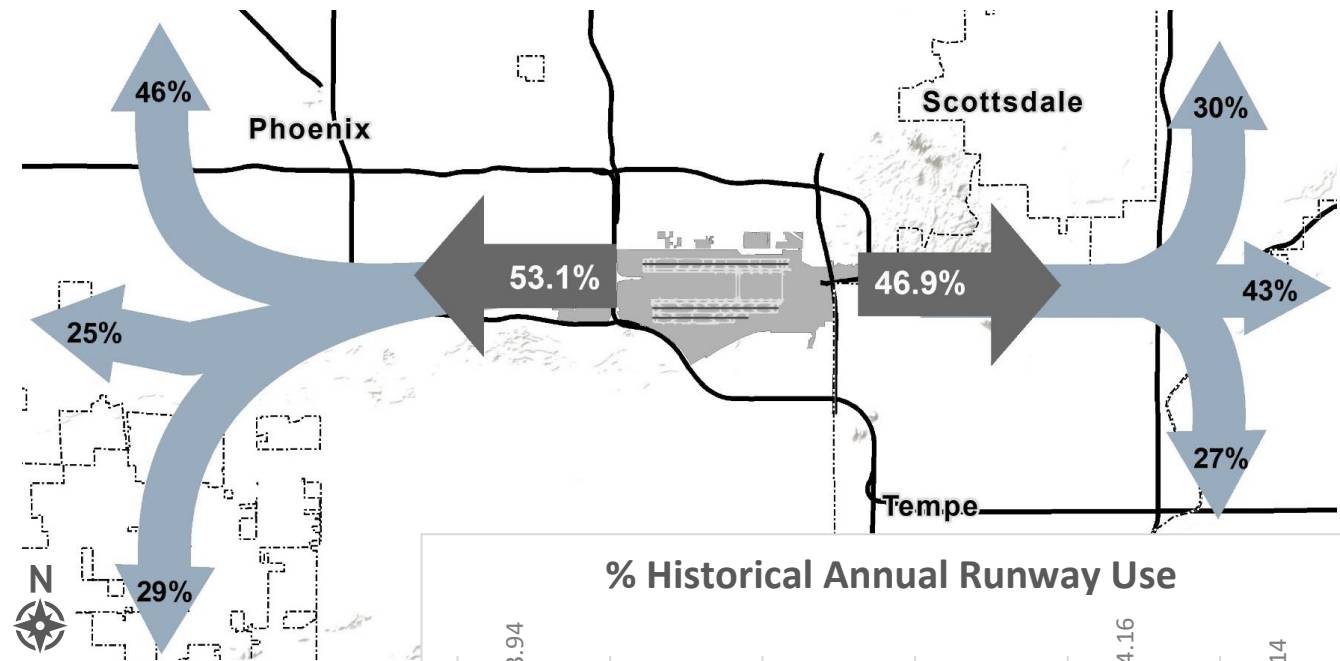 46%
Phoenix
Scottsdale
30%
53.1%
46.9%
43%
25%
27%
Tempe
% Historical Annual Runway Use
N
29%